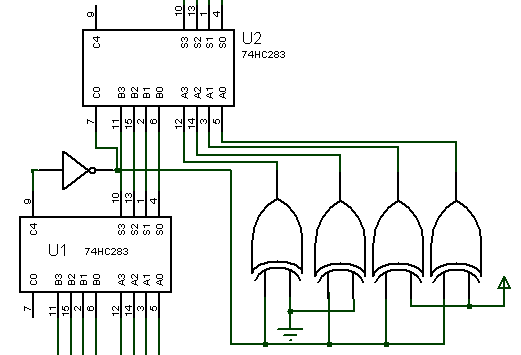 9 10 13 1 4
C4 S3 S2 S1 S0 U2
74HC283
C0 B3 B2 B1 B0 A3 A2 A1 A0
7 11 15 2 6 12 14 3 5
9 10 13 1 4
C4 S3 S2 S1 S0
U1 74HC283
C0 B3 B2 B1 B0 A3 A2 A1 A0
7 11 15 2 6 12 14 3 5